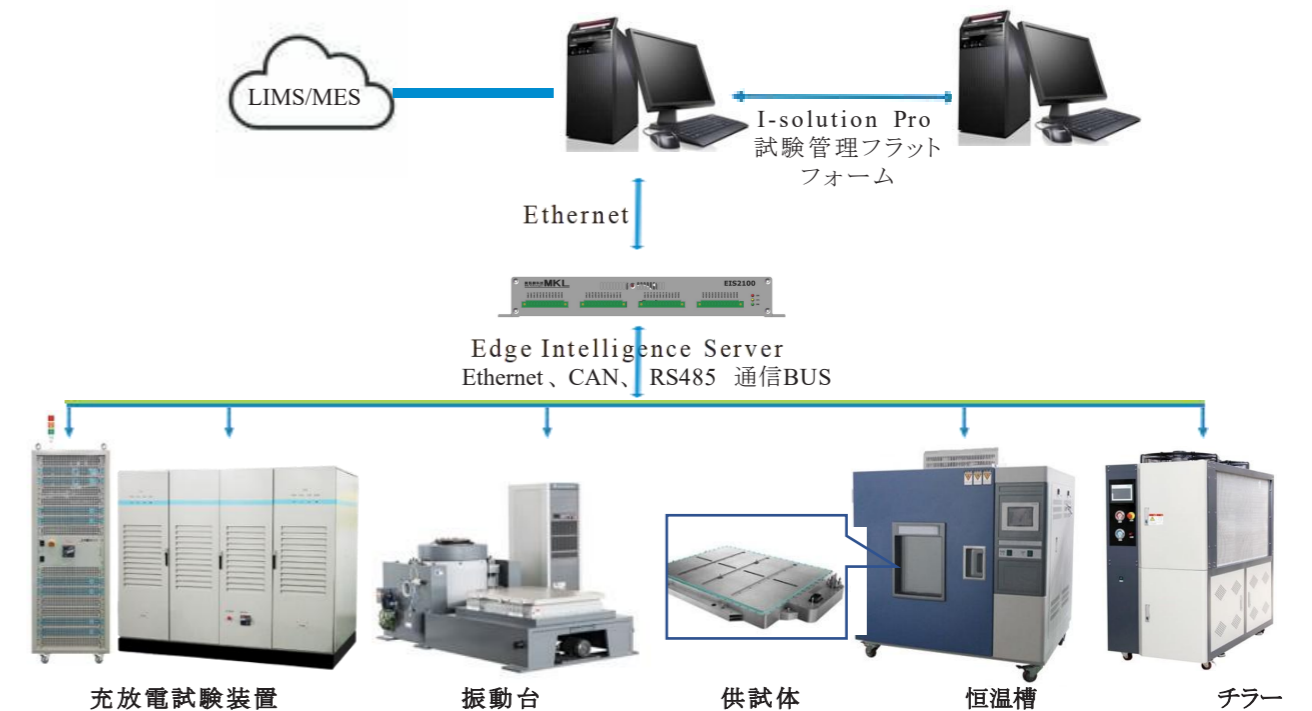 LIMS/MES
I-solution Pro
試験管理フラット
フォーム
Ethernet
MKL
EIS2100
Edge Intelligence Server
Ethernet、CAN、 RS485 通信BUS
充放電試験装置
振動台
供試体
恒温槽
チラー